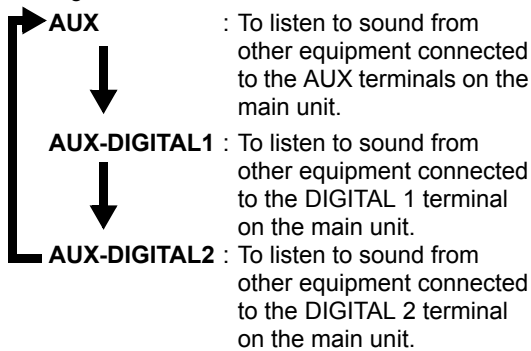 AUX : To listen to sound from
other equipment connected
to the AUX terminals on the
main unit.
AUX-DIGITAL1 : To listen to sound from
other equipment connected
to the DIGITAL 1 terminal
on the main unit.
AUX-DIGITAL2 : To listen to sound from
other equipment connected
to the DIGITAL 2 terminal
on the main unit.